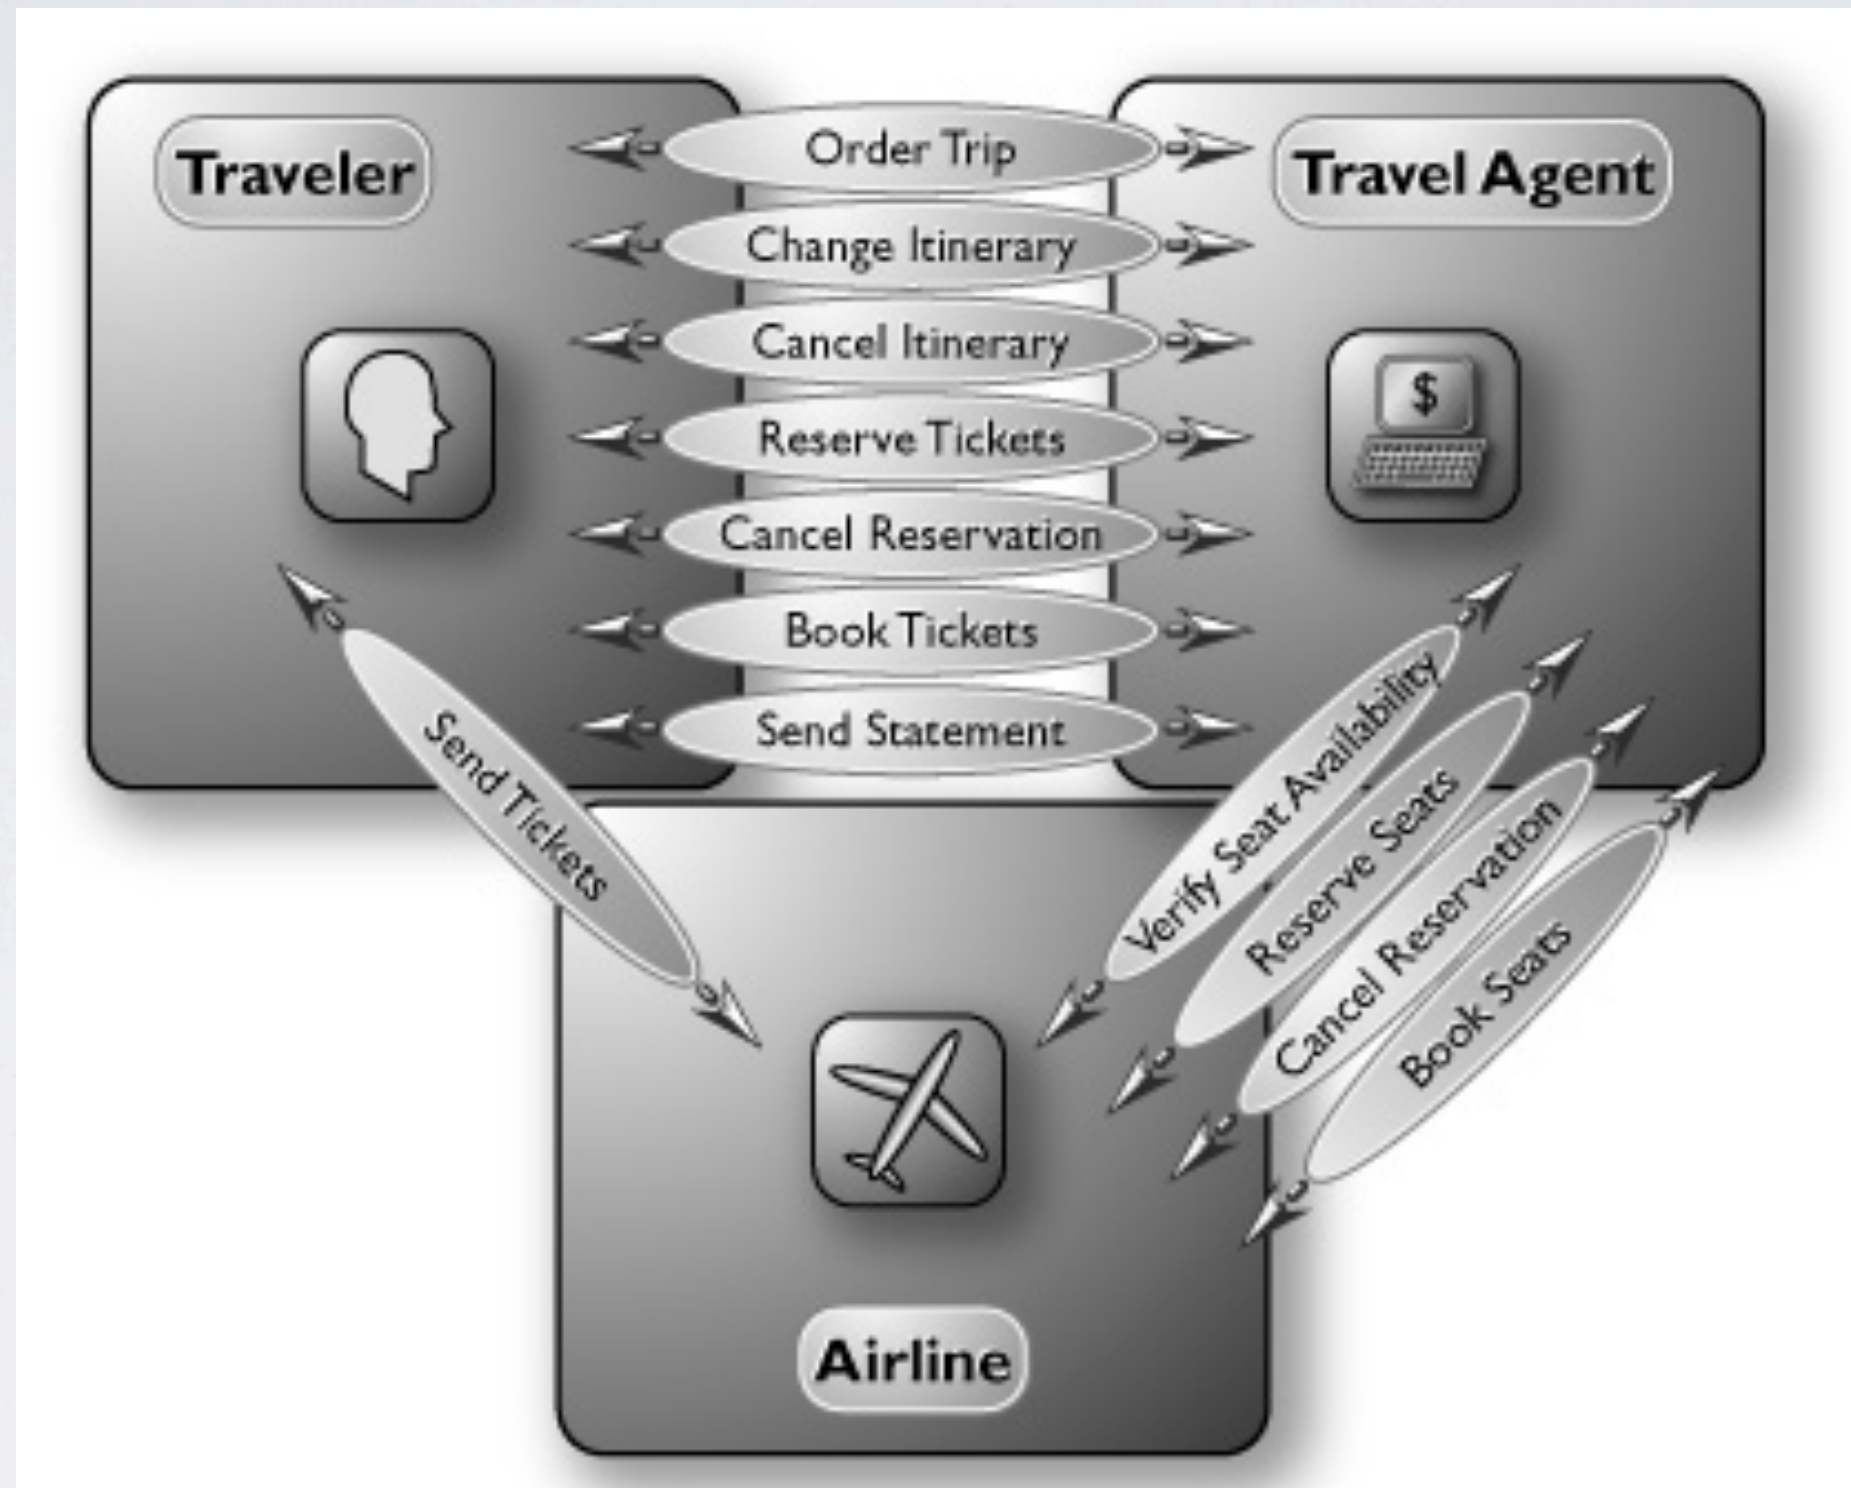 Traveler
Travel Agent
Order Trip
Change Itinerary
Cancel Itinerary
$
Reserve Tickets
Cancel Reservation
Book Tickets
Send Statement
Send Tickets
Verify Seat Availability
Reserve Seats
Cancel Reservation
Book Seats
Airline